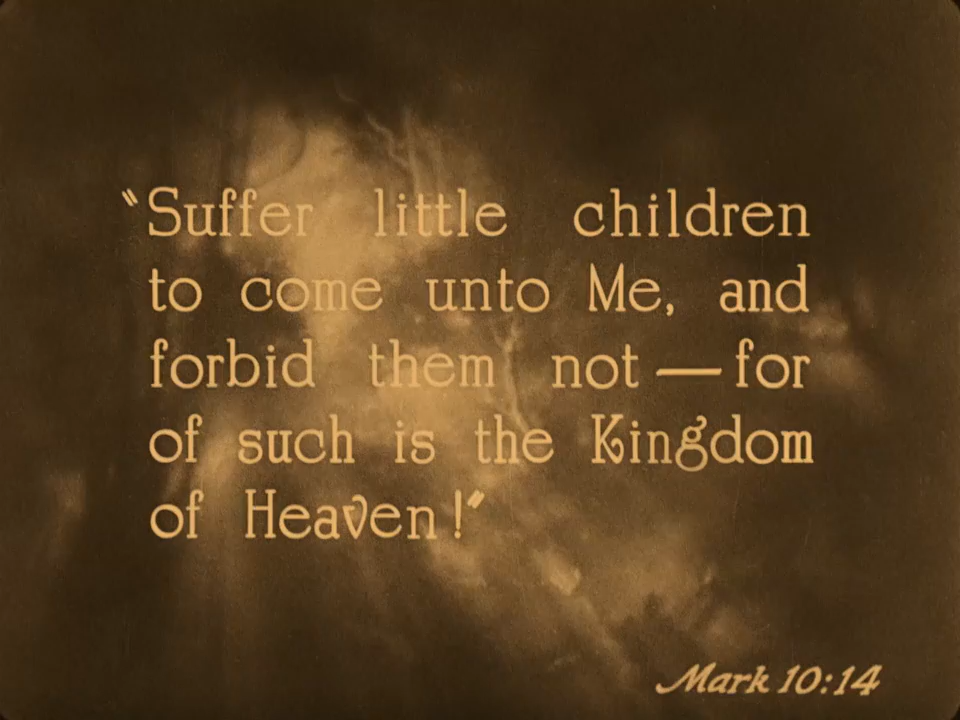 “Suffer little children
to come unto Me, and
forbid them not — for
of such is the Kingdom
of Heaven!”
Mark 10:14